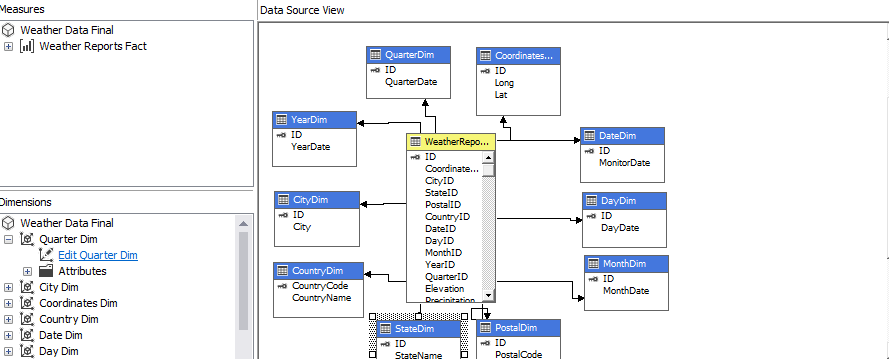 Measures
Weather Data Final
Weather Reports Fact
Dimensions
Weather Data Final
Quarter Dim
Edit Quarter Dim
Attributes
City Dim
Coordinates Dim
Country Dim
Date Dim
Day Dim
Data Source View
QuarterDim
ID
QuarterDate
Coordinates...
ID
Long
Lat
YearDim
ID
YearDate
WeatherRepo...
ID
Coordinate...
CityID
StateID
PostalID
CountryID
DateID
DayID
MonthID
YearID
QuarterID
Elevation
Precipitation
DateDim
ID
MonitorDate
CityDim
ID
City
DayDim
ID
DayDate
CountryDim
CountryCode
CountryName
MonthDim
ID
MonthDate
StateDim
ID
StateName
PostalDim
ID
PostalCode